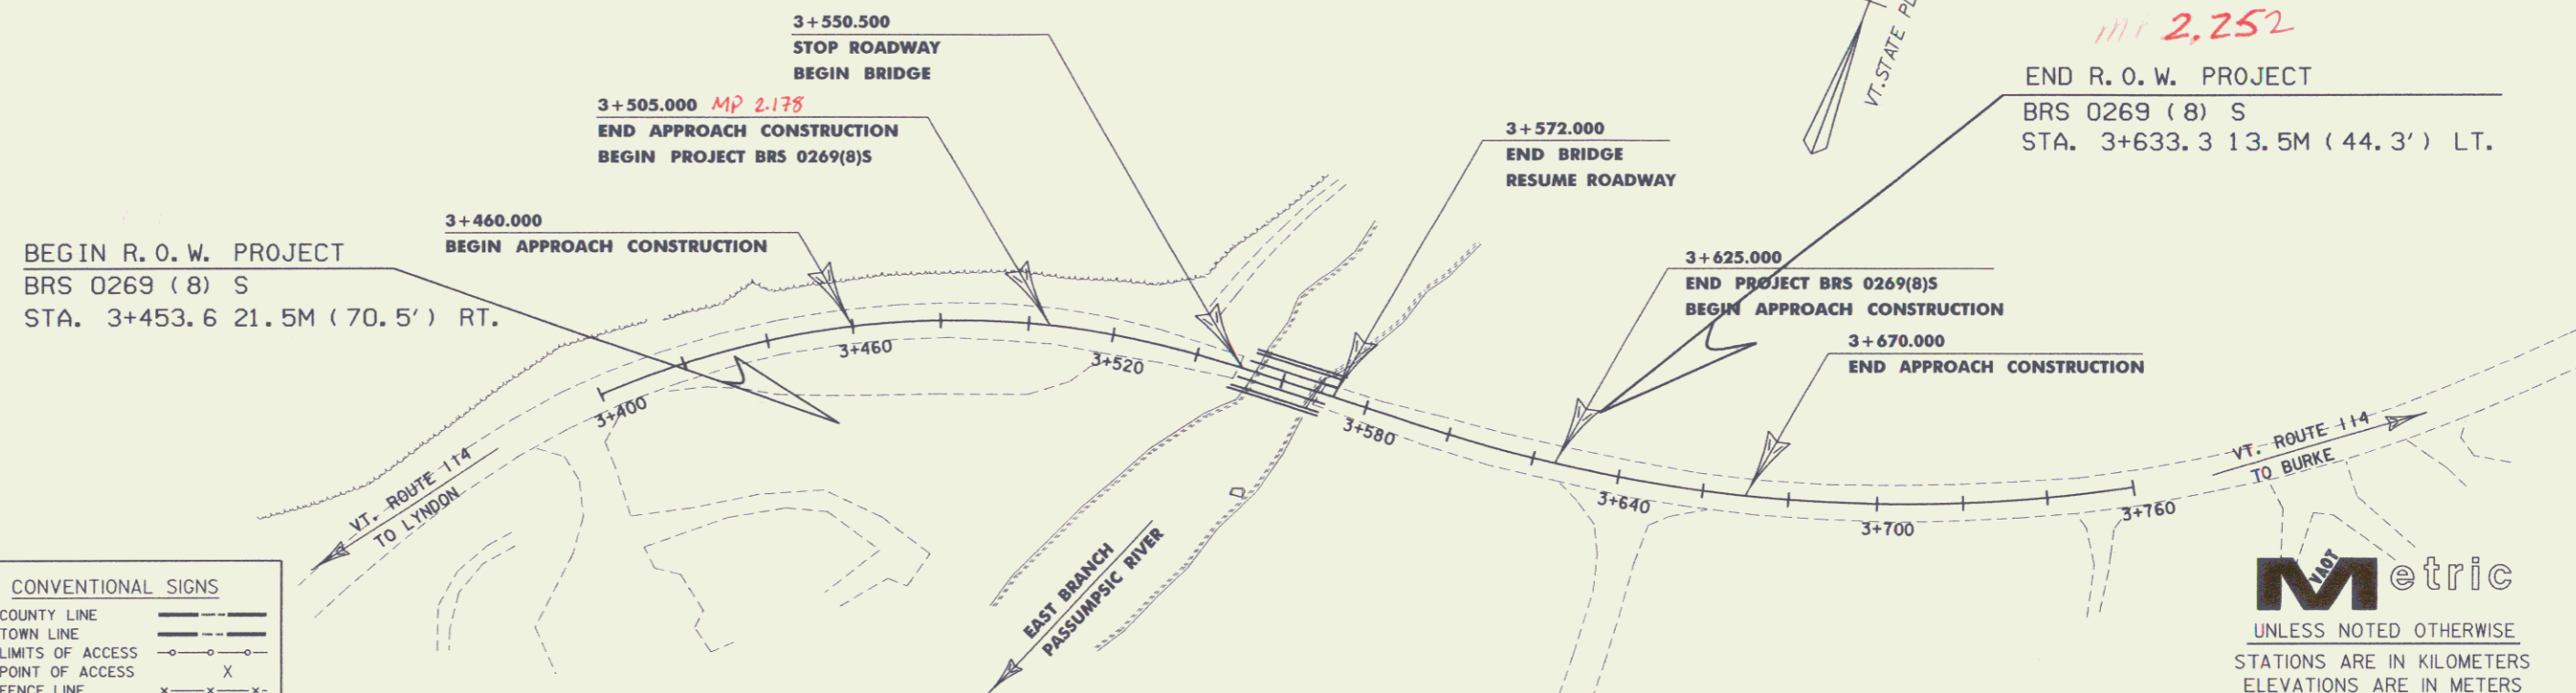 3+550.500
STOP ROADWAY
BEGIN BRIDGE
3+505.000 MP 2.178
END APPROACH CONSTRUCTION
BEGIN PROJECT BRS 0269(8)S
3+460.000
BEGIN APPROACH CONSTRUCTION
BEGIN R.O.W. PROJECT
BRS 0269 (8) S
STA. 3+453.6 21.5M (70.5') RT.
3+572.000
END BRIDGE
RESUME ROADWAY
VT. STATE
2.252
END R.O.W. PROJECT
BRS 0269 (8) S
STA. 3+633.3 13.5M (44.3') LT.
3+625.000
END PROJECT BRS 0269(8)S
BEGIN APPROACH CONSTRUCTION
3+670.000
END APPROACH CONSTRUCTION
3+400
3+460
3+520
3+580
3+640
3+700
3+760
VT. ROUTE 114
TO LYNDON
VT. ROUTE 114
TO BURKE
EAST BRANCH
PASSUMPSIC RIVER
CONVENTIONAL SIGNS
COUNTY LINE
TOWN LINE
LIMITS OF ACCESS
POINT OF ACCESS X
FENCE LINE
VAOT
Metric
UNLESS NOTED OTHERWISE
STATIONS ARE IN KILOMETERS
ELEVATIONS ARE IN METERS